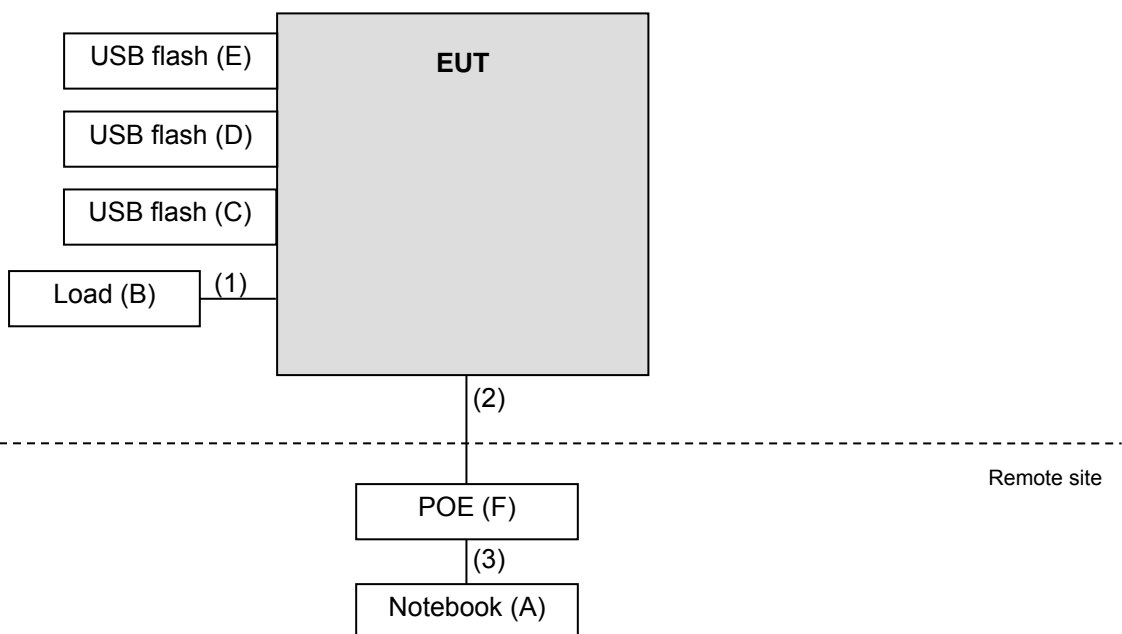 USB flash (E)
EUT
USB flash (D)
USB flash (C)
Load (B)
(1)
(2)
Remote site
POE (F)
(3)
Notebook (A)